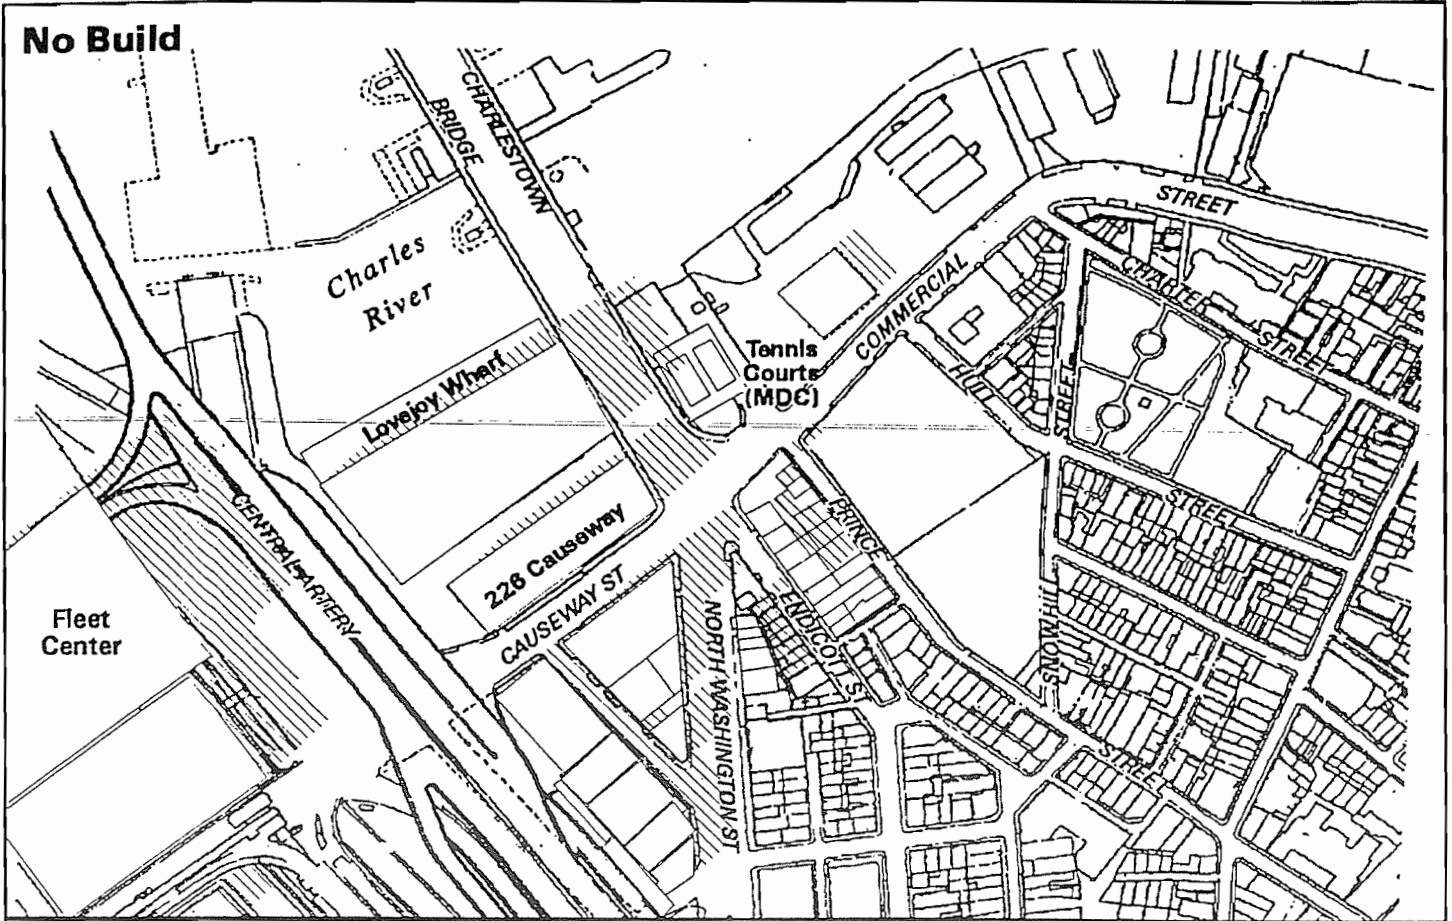 No Build
CHARLESTOWN
BRIDGE
STREET
Charles
River
CHARTER
STREET
COMMERCIAL
Tennis
Courts
(MDC)
HULL
STREET
Lovejoy Wharf
STREET
CENTRAL ARTERY
PRINCE
226 Causeway
CAUSEWAY ST
ENDICOTT ST
NORTH WASHINGTON ST
SNOWHILL
Fleet
Center
STREET